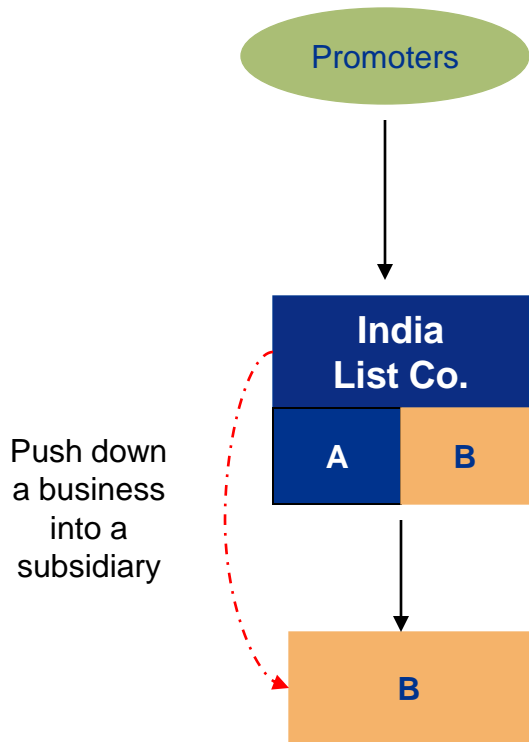 Promoters
India
List Co.
A
B
Push down
a business
into a
subsidiary
B